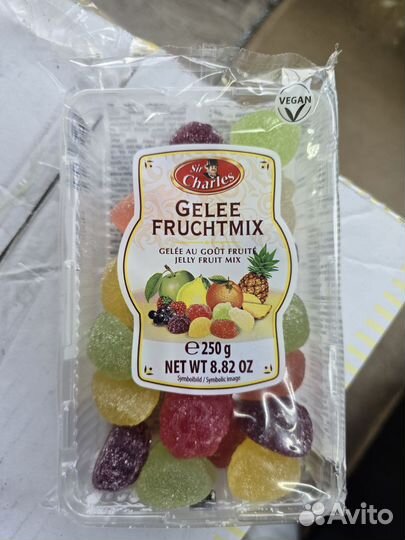 VEGAN
Sir
Charles
GELEE
FRUCHTMIX
GELÉE AU GOÛT FRUITÉ
JELLY FRUIT MIX
℮ 250 g
NET WT 8.82 OZ
Symbolbild / Symbolic image
Avito